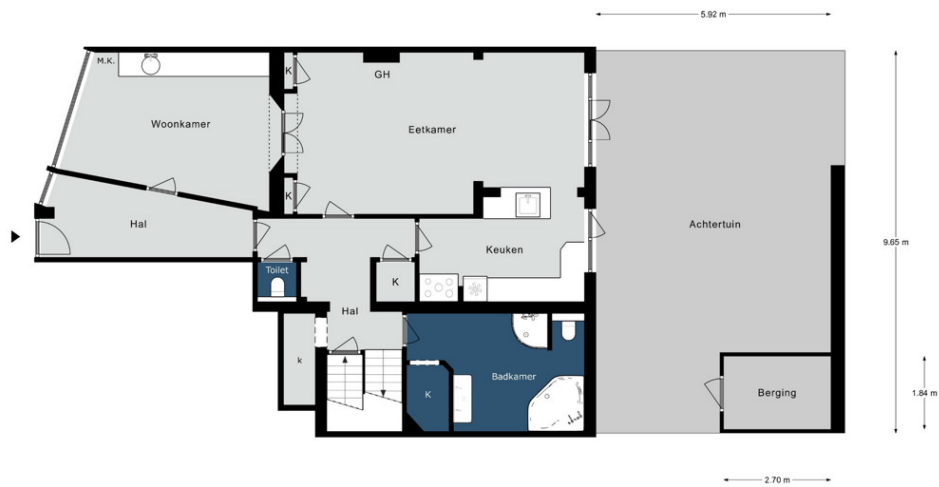 5.92 m
M.K.
K
GH
Woonkamer
Eetkamer
K
Hal
Achtertuin
9.65 m
Keuken
Toilet
K
Hal
k
Badkamer
K
Berging
1.84 m
2.70 m